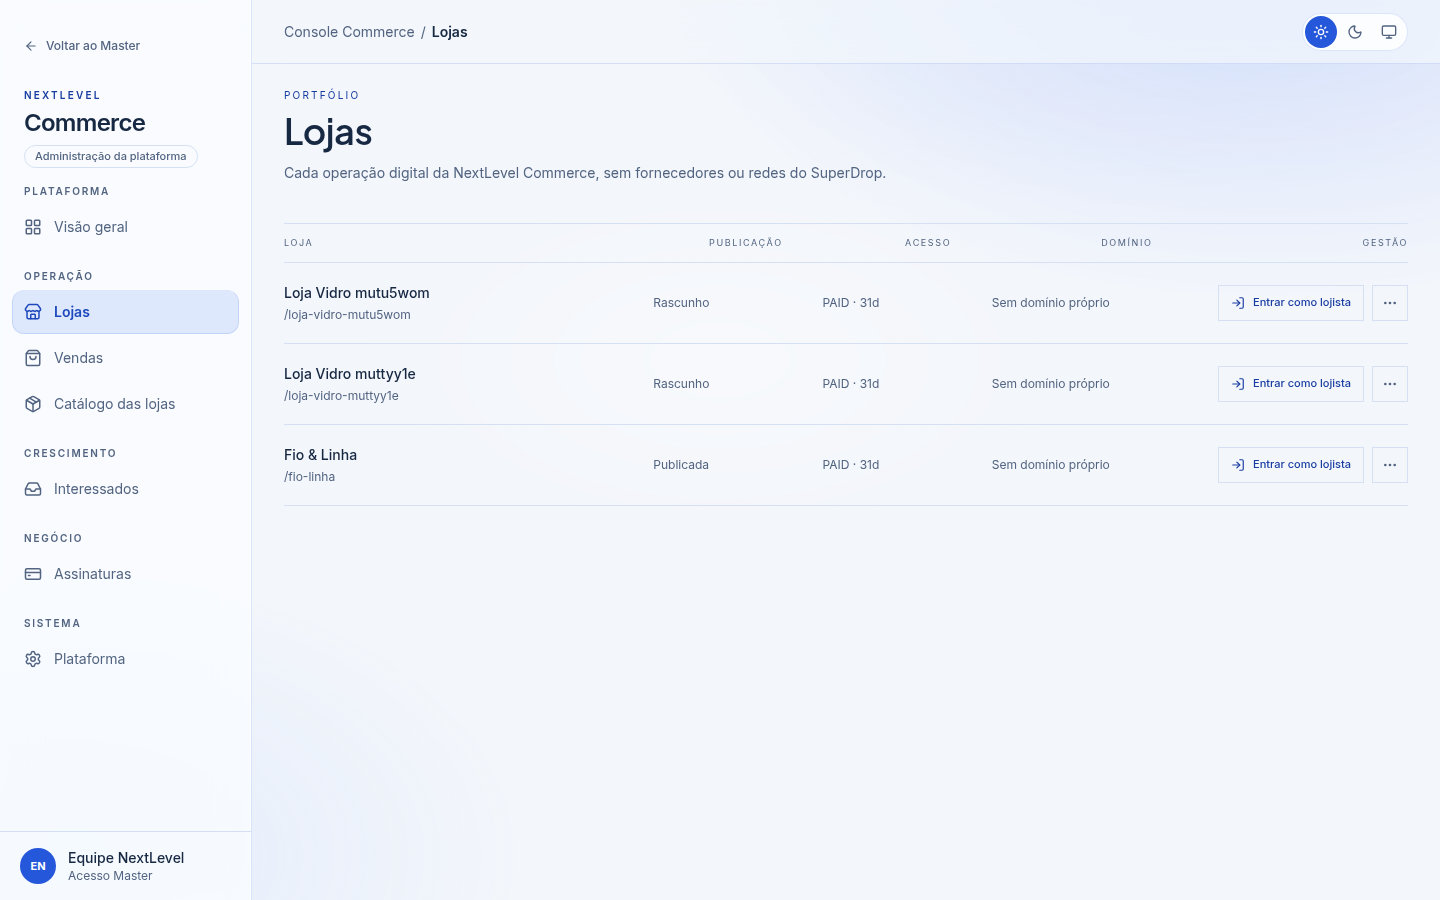 Voltar ao Master
NEXTLEVEL
Commerce
Administração da plataforma
PLATAFORMA
Visão geral
OPERAÇÃO
Lojas
Vendas
Catálogo das lojas
CRESCIMENTO
Interessados
NEGÓCIO
Assinaturas
SISTEMA
Plataforma
EN
Equipe NextLevel
Acesso Master
Console Commerce / Lojas
PORTFÓLIO
Lojas
Cada operação digital da NextLevel Commerce, sem fornecedores ou redes do SuperDrop.
LOJA PUBLICAÇÃO ACESSO DOMÍNIO GESTÃO
Loja Vidro mutu5wom
/loja-vidro-mutu5wom
Rascunho PAID · 31d Sem domínio próprio Entrar como lojista
Loja Vidro muttyy1e
/loja-vidro-muttyy1e
Rascunho PAID · 31d Sem domínio próprio Entrar como lojista
Fio & Linha
/fio-linha
Publicada PAID · 31d Sem domínio próprio Entrar como lojista